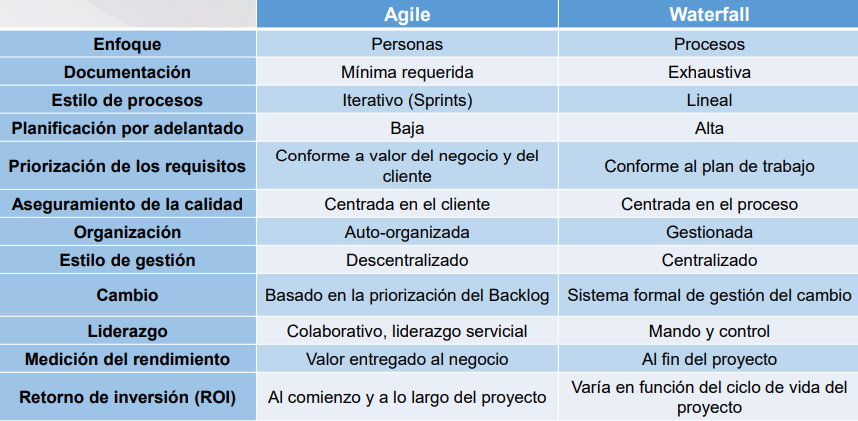 Agile Waterfall
Enfoque Personas Procesos
Documentación Mínima requerida Exhaustiva
Estilo de procesos Iterativo (Sprints) Lineal
Planificación por adelantado Baja Alta
Priorización de los requisitos Conforme a valor del negocio y del cliente Conforme al plan de trabajo
Aseguramiento de la calidad Centrada en el cliente Centrada en el proceso
Organización Auto-organizada Gestionada
Estilo de gestión Descentralizado Centralizado
Cambio Basado en la priorización del Backlog Sistema formal de gestión del cambio
Liderazgo Colaborativo, liderazgo servicial Mando y control
Medición del rendimiento Valor entregado al negocio Al fin del proyecto
Retorno de inversión (ROI) Al comienzo y a lo largo del proyecto Varía en función del ciclo de vida del proyecto